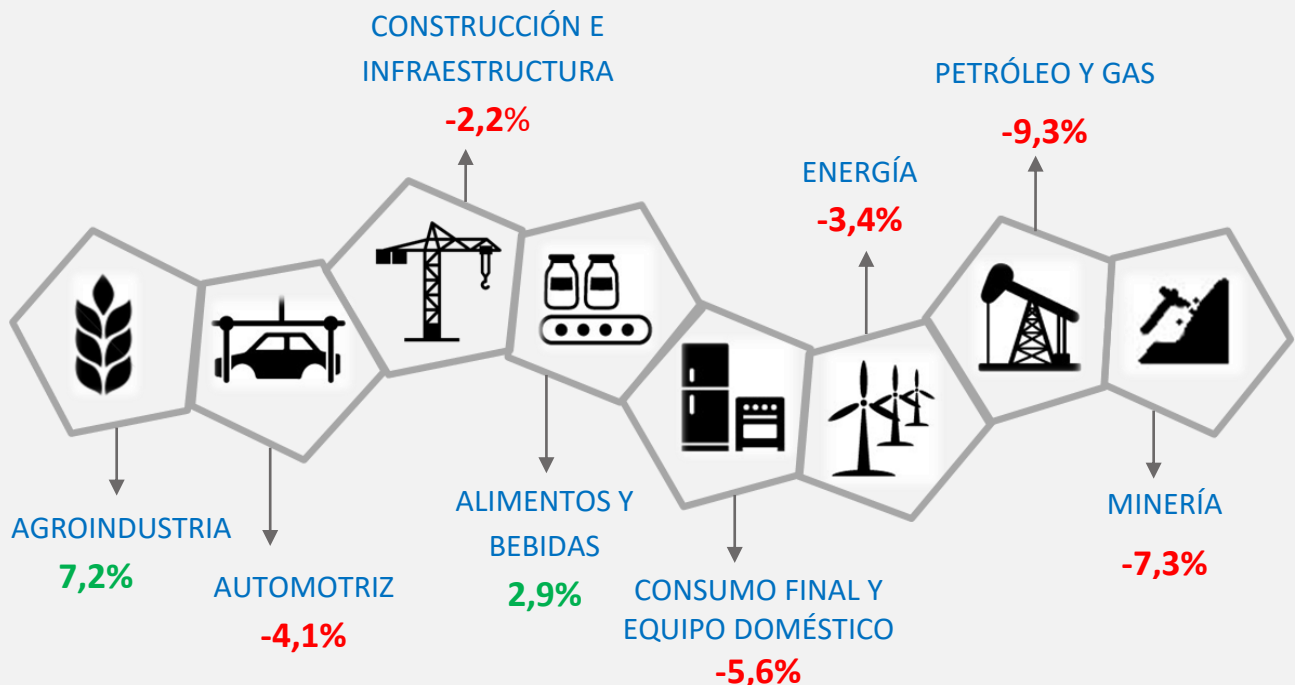 CONSTRUCCIÓN E
INFRAESTRUCTURA
-2,2%
PETRÓLEO Y GAS
-9,3%
ENERGÍA
-3,4%
AGROINDUSTRIA
7,2%
AUTOMOTRIZ
-4,1%
ALIMENTOS Y
BEBIDAS
2,9%
CONSUMO FINAL Y
EQUIPO DOMÉSTICO
-5,6%
MINERÍA
-7,3%